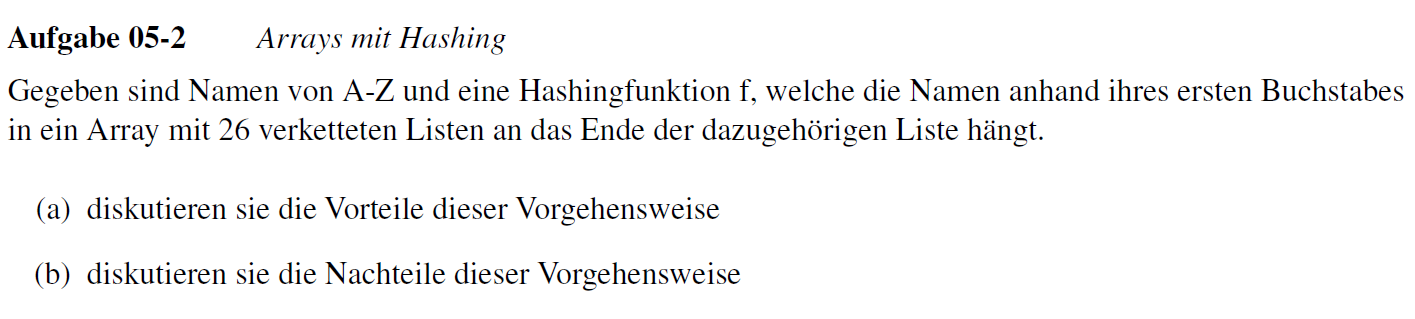 Aufgabe 05-2 Arrays mit Hashing
Gegeben sind Namen von A-Z und eine Hashingfunktion f, welche die Namen anhand ihres ersten Buchstabes
in ein Array mit 26 verketteten Listen an das Ende der dazugehörigen Liste hängt.
(a) diskutieren sie die Vorteile dieser Vorgehensweise
(b) diskutieren sie die Nachteile dieser Vorgehensweise